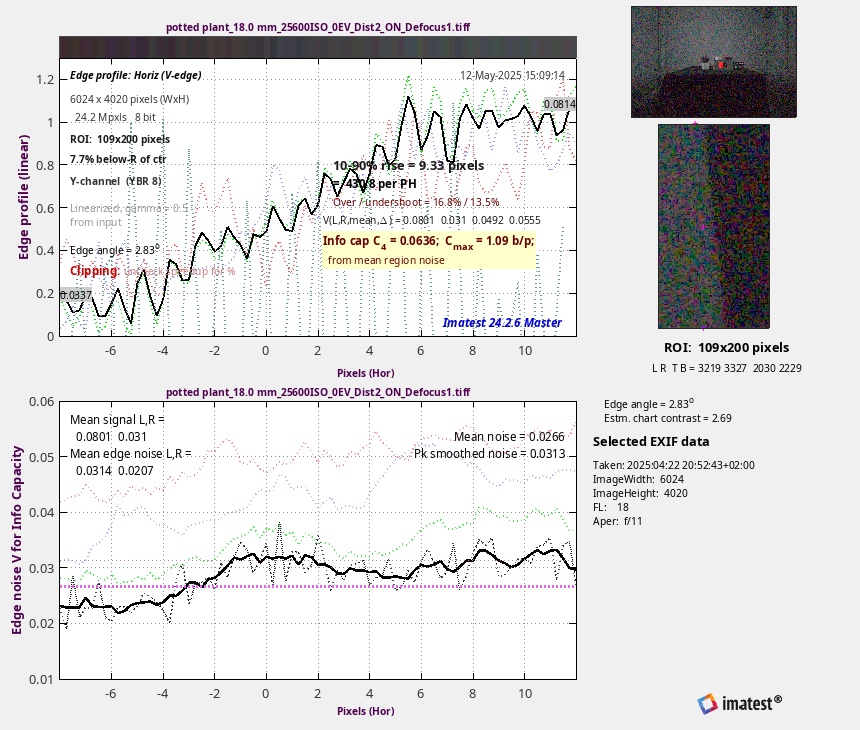 potted plant_18.0 mm_25600ISO_0EV_Dist2_ON_Defocus1.tiff
Edge profile: Horiz (V-edge)
12-May-2025 15:09:14
6024 x 4020 pixels (WxH)
24.2 Mpxls 8 bit
0.0814
ROI: 109x200 pixels
7.7% below-R of ctr
Y-channel (YBR 8)
Linearized, gamma = 0.5
from input
Edge angle = 2.83°
Clipping:
0.0337
10-90% rise = 9.33 pixels
= 430.8 per PH
Over / undershoot = 16.8% / 13.5%
V(L,R,mean,Δ) = 0.0801 0.031 0.0492 0.0555
Info cap C4 = 0.0636; Cmax = 1.09 b/p;
from mean region noise
Imatest 24.2.6 Master
Edge profile (linear)
1.2
1
0.8
0.6
0.4
0.2
0
-6 -4 -2 0 2 4 6 8 10
Pixels (Hor)
potted plant_18.0 mm_25600ISO_0EV_Dist2_ON_Defocus1.tiff
Mean signal L,R =
0.0801 0.031
Mean edge noise L,R =
0.0314 0.0207
Mean noise = 0.0266
Pk smoothed noise = 0.0313
Edge noise V for Info Capacity
0.06
0.05
0.04
0.03
0.02
0.01
-6 -4 -2 0 2 4 6 8 10
Pixels (Hor)
ROI: 109x200 pixels
L R T B = 3219 3327 2030 2229
Edge angle = 2.83°
Estm. chart contrast = 2.69
Selected EXIF data
Taken: 2025:04:22 20:52:43+02:00
ImageWidth: 6024
ImageHeight: 4020
FL: 18
Aper: f/11
imatest®